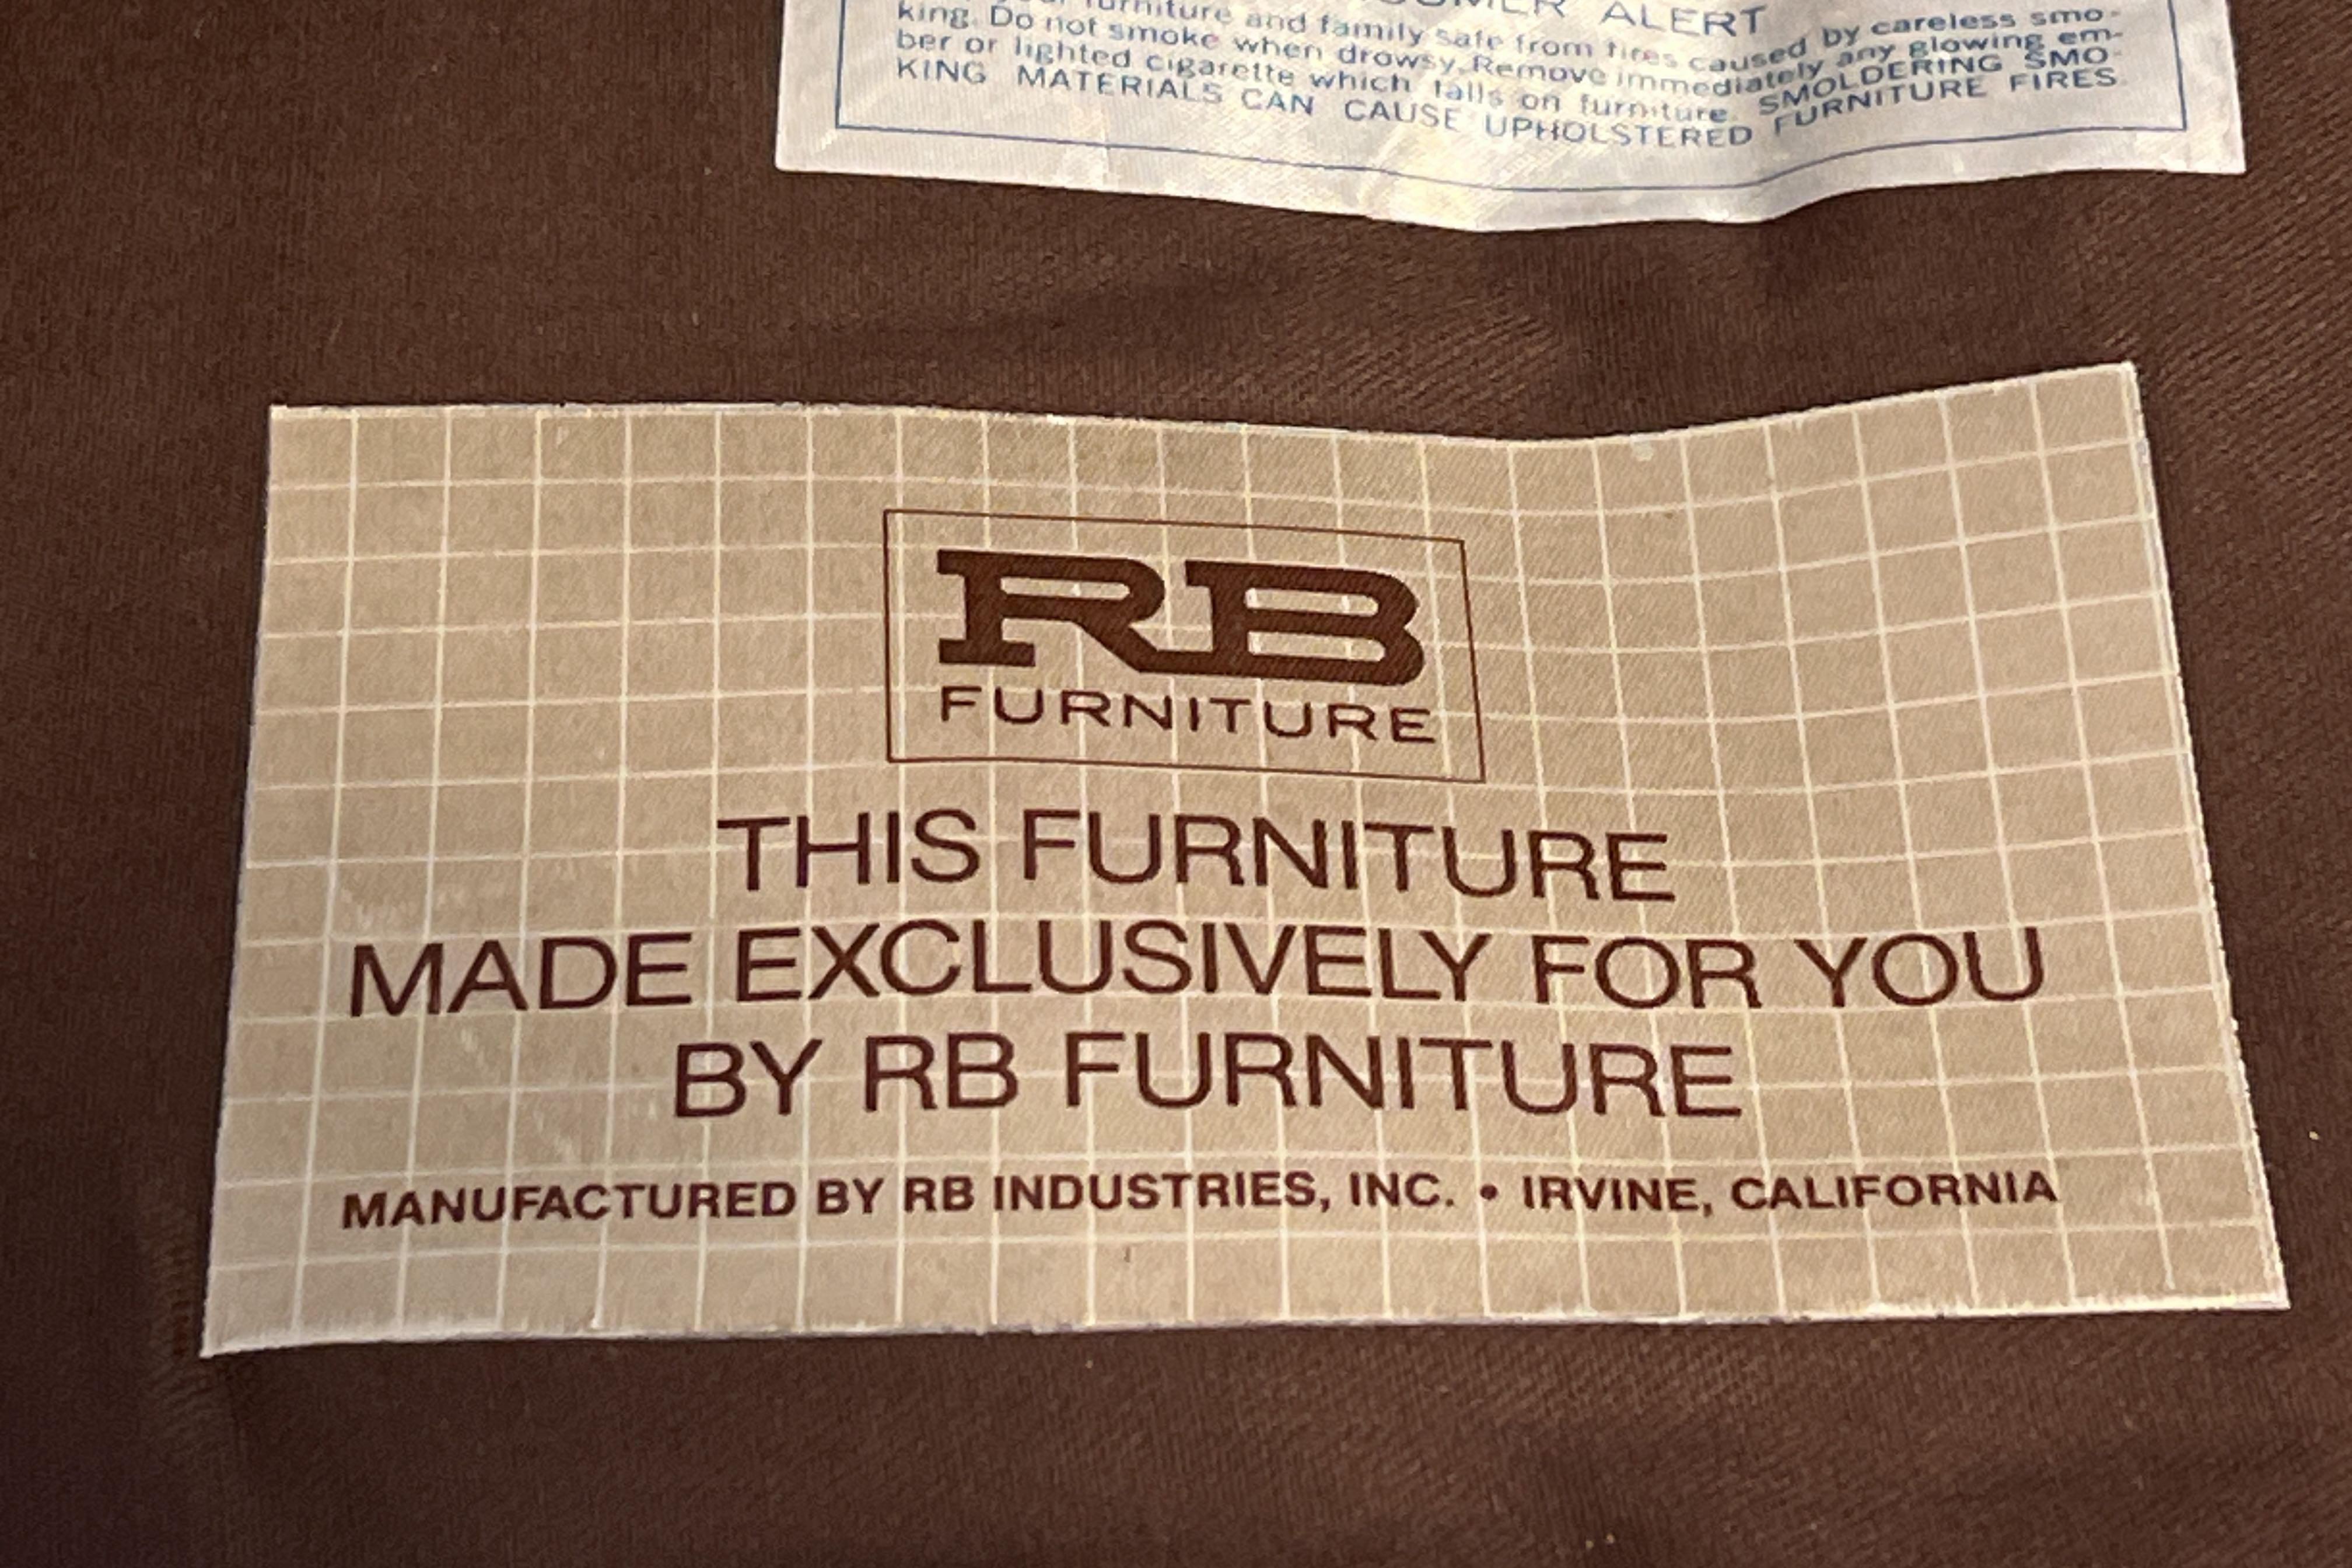 CONSUMER ALERT
your furniture and family safe from fires caused by careless smo-
king. Do not smoke when drowsy. Remove immediately any glowing em-
ber or lighted cigarette which falls on furniture. SMOLDERING SMO-
KING MATERIALS CAN CAUSE UPHOLSTERED FURNITURE FIRES.
RB
FURNITURE
THIS FURNITURE
MADE EXCLUSIVELY FOR YOU
BY RB FURNITURE
MANUFACTURED BY RB INDUSTRIES, INC. • IRVINE, CALIFORNIA